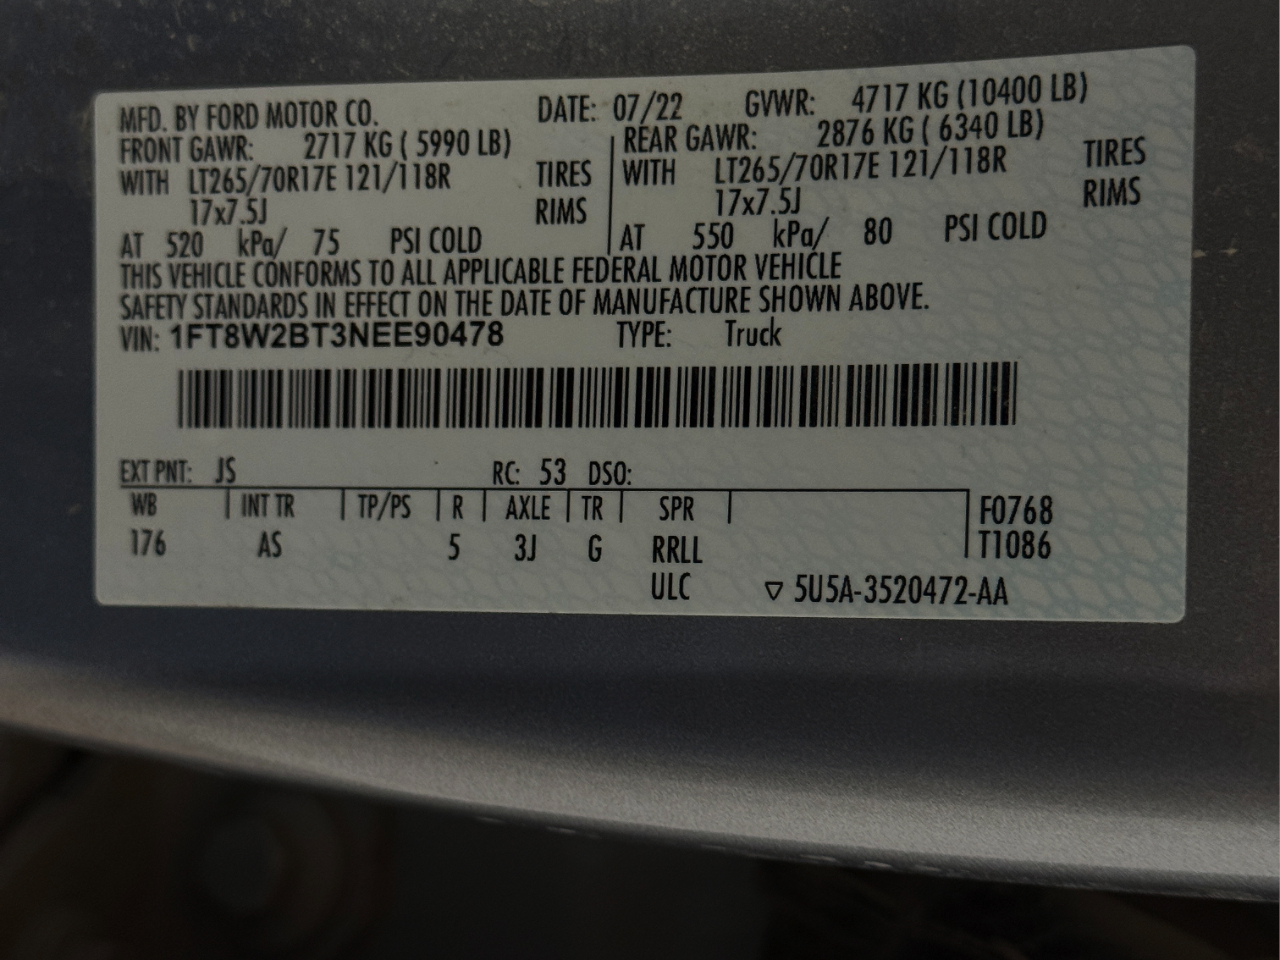 MFD. BY FORD MOTOR CO. DATE: 07/22 GVWR: 4717 KG (10400 LB)
FRONT GAWR: 2717 KG ( 5990 LB) REAR GAWR: 2876 KG ( 6340 LB)
WITH LT265/70R17E 121/118R TIRES WITH LT265/70R17E 121/118R TIRES
17x7.5J RIMS 17x7.5J RIMS
AT 520 kPa/ 75 PSI COLD AT 550 kPa/ 80 PSI COLD
THIS VEHICLE CONFORMS TO ALL APPLICABLE FEDERAL MOTOR VEHICLE
SAFETY STANDARDS IN EFFECT ON THE DATE OF MANUFACTURE SHOWN ABOVE.
VIN: 1FT8W2BT3NEE90478 TYPE: Truck
EXT PNT: JS RC: 53 DSO:
WB INT TR TP/PS R AXLE TR SPR F0768
176 AS 5 3J G RRLL T1086
ULC ▽ 5U5A-3520472-AA